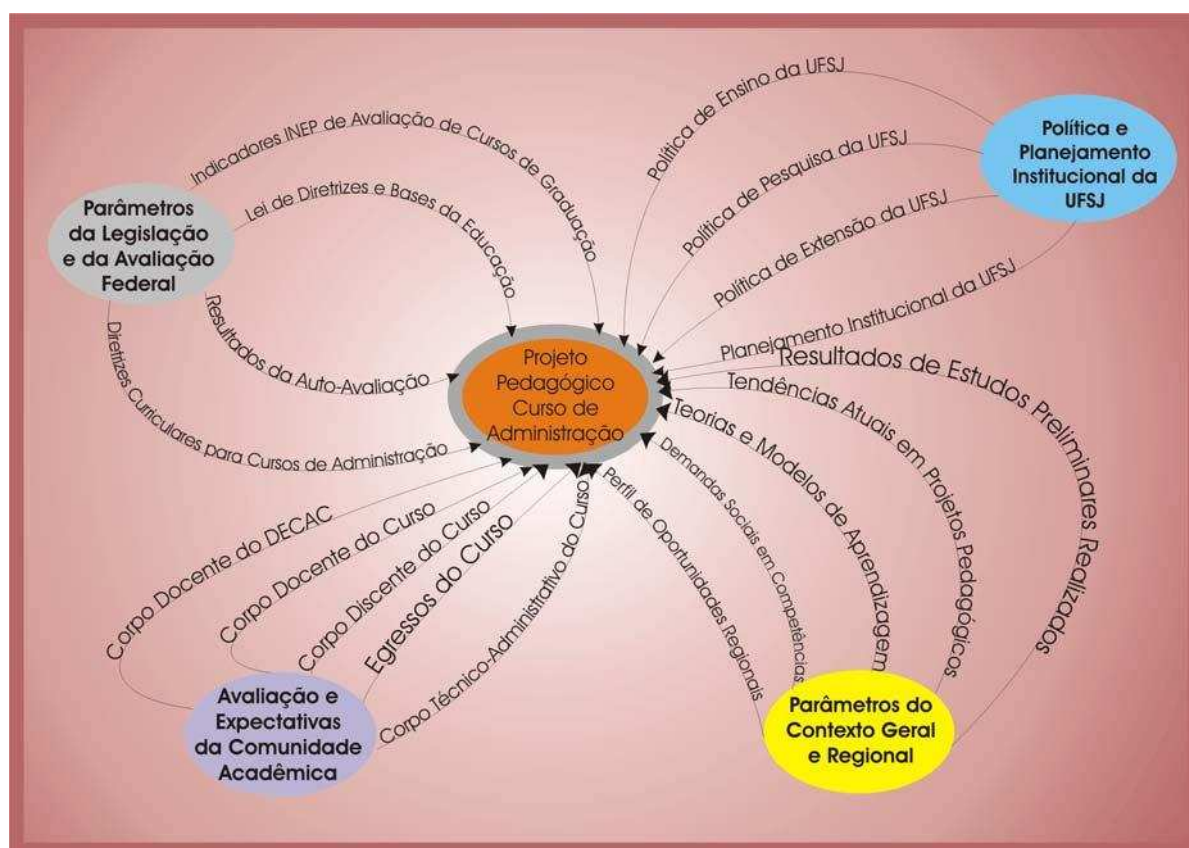 Indicadores INEP de Avaliação de Cursos de Graduação
Lei de Diretrizes e Bases da Educação
Parâmetros
da Legislação
e da Avaliação
Federal
Resultados da Auto-Avaliação
Diretrizes Curriculares para Cursos de Administração
Política de Ensino da UFSJ
Política de Pesquisa da UFSJ
Política de Extensão da UFSJ
Planejamento Institucional da UFSJ
Política e
Planejamento
Institucional da
UFSJ
Projeto
Pedagógico
Curso de
Administração
Resultados de Estudos Preliminares Realizados
Tendências Atuais em Projetos Pedagógicos
Teorias e Modelos de Aprendizagem
Demandas Sociais em Competências
Perfil de Oportunidades Regionais
Corpo Docente do DECAC
Corpo Docente do Curso
Corpo Discente do Curso
Egressos do Curso
Corpo Técnico-Administrativo do Curso
Avaliação e
Expectativas
da Comunidade
Acadêmica
Parâmetros do
Contexto Geral
e Regional